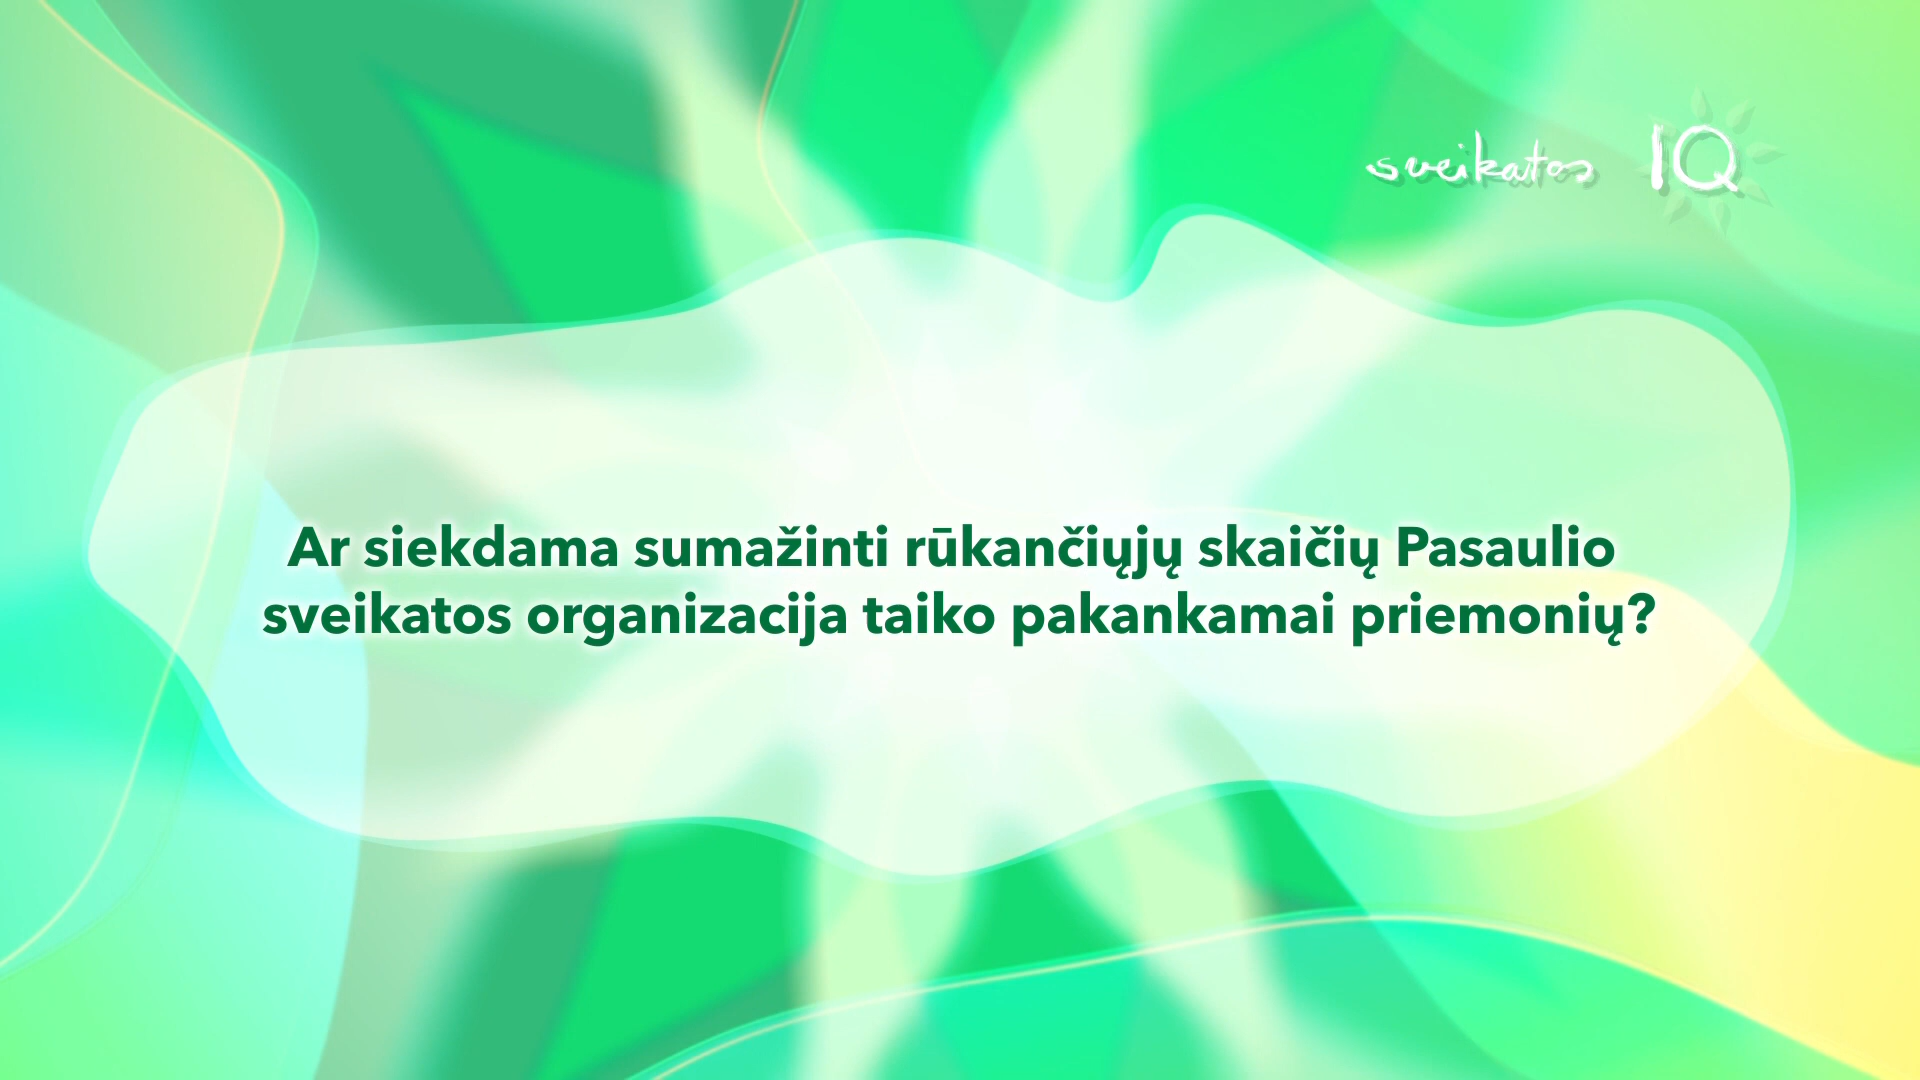 sveikatos IQ
Ar siekdama sumažinti rūkančiųjų skaičių Pasaulio
sveikatos organizacija taiko pakankamai priemonių?